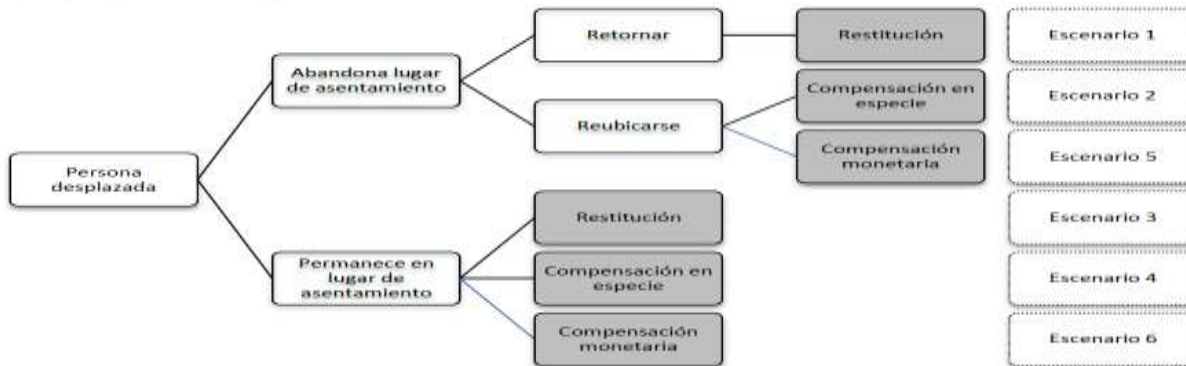 Retornar
Restitución
Escenario 1
Abandona lugar
de asentamiento
Compensación en
especie
Escenario 2
Reubicarse
Compensación
monetaria
Escenario 5
Persona
desplazada
Restitución
Escenario 3
Permanece en
lugar de
asentamiento
Compensación en
especie
Escenario 4
Compensación
monetaria
Escenario 6